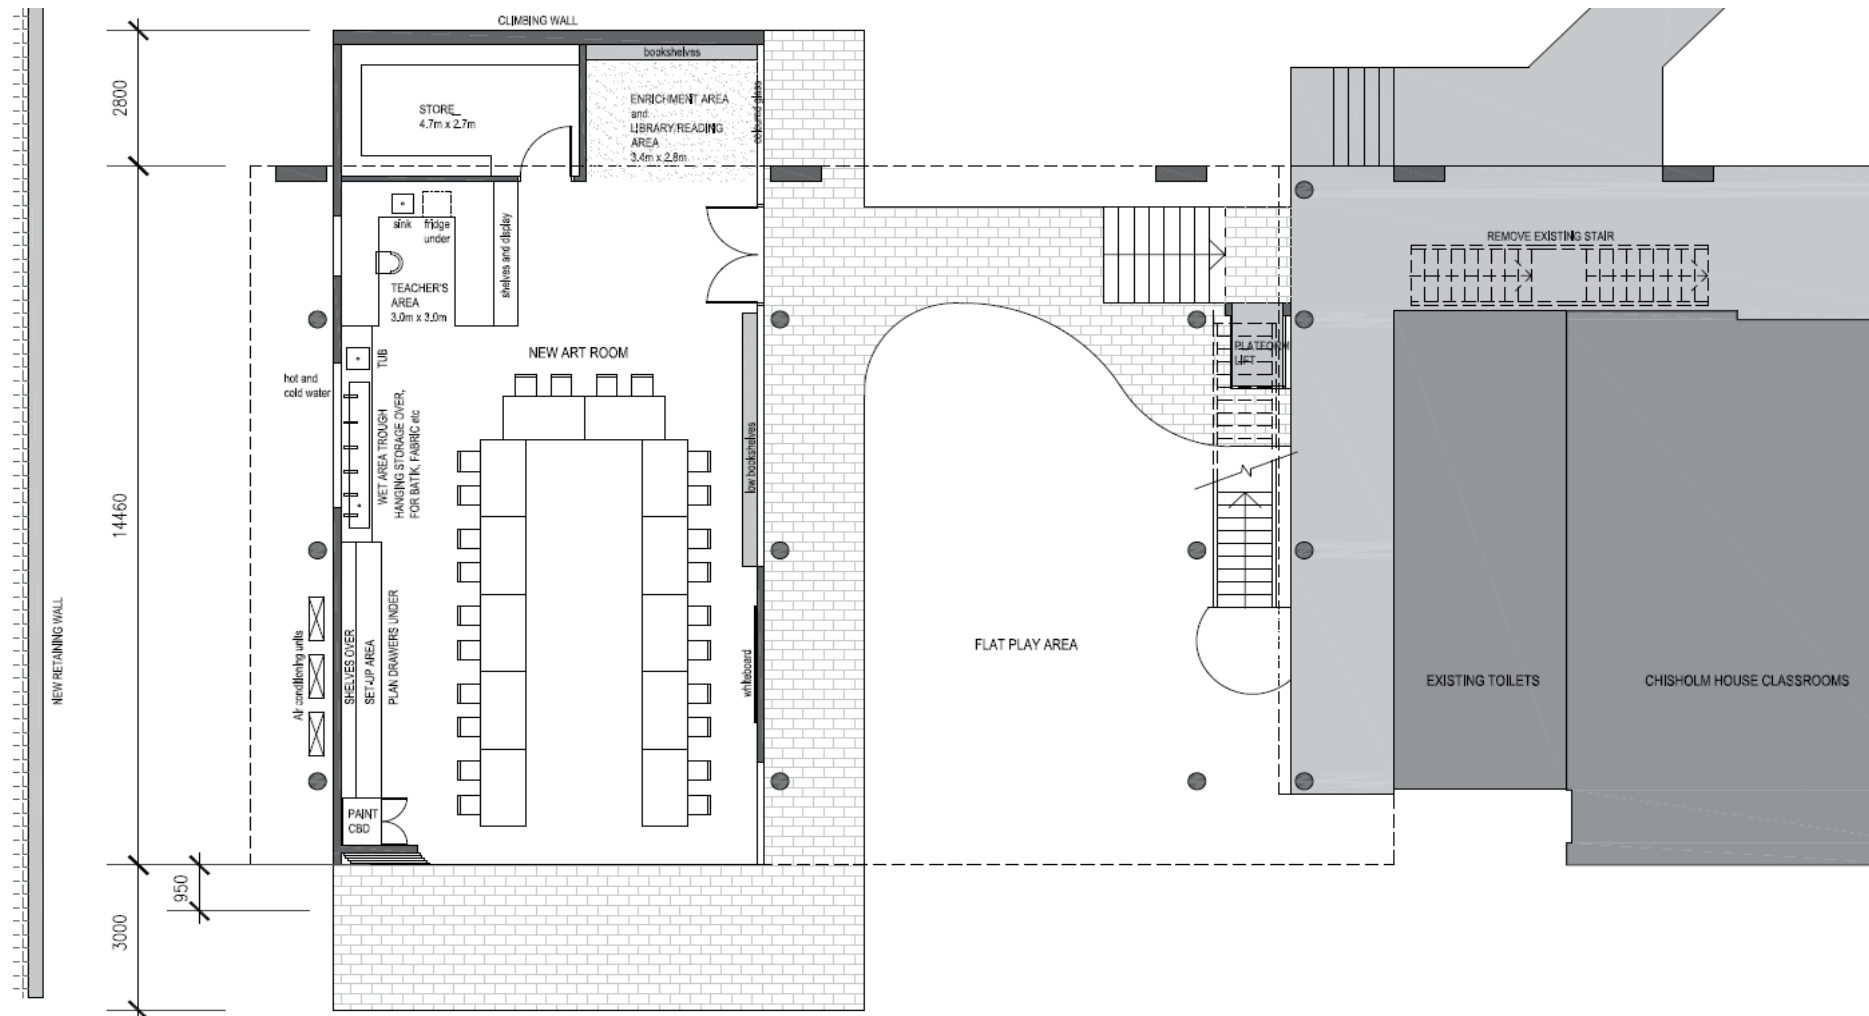 CLIMBING WALL
bookshelves
2800
STORE
4.7m x 2.7m
ENRICHMENT AREA
and
LIBRARY/READING
AREA
3.4m x 2.8m
coloured glass
sink
fridge
under
shelves and display
TEACHER'S
AREA
3.0m x 3.0m
REMOVE EXISTING STAIR
NEW ART ROOM
TUB
hot and
cold water
PLATFORM
LIFT
WET AREA TROUGH
HANGING STORAGE OVER,
FOR BATIK, FABRIC etc
low bookshelves
14460
N
NEW RETAINING WALL
Air conditioning units
SHELVES OVER
SET-UP AREA
PLAN DRAWERS UNDER
whiteboard
FLAT PLAY AREA
EXISTING TOILETS
CHISHOLM HOUSE CLASSROOMS
PAINT
CBD
950
3000